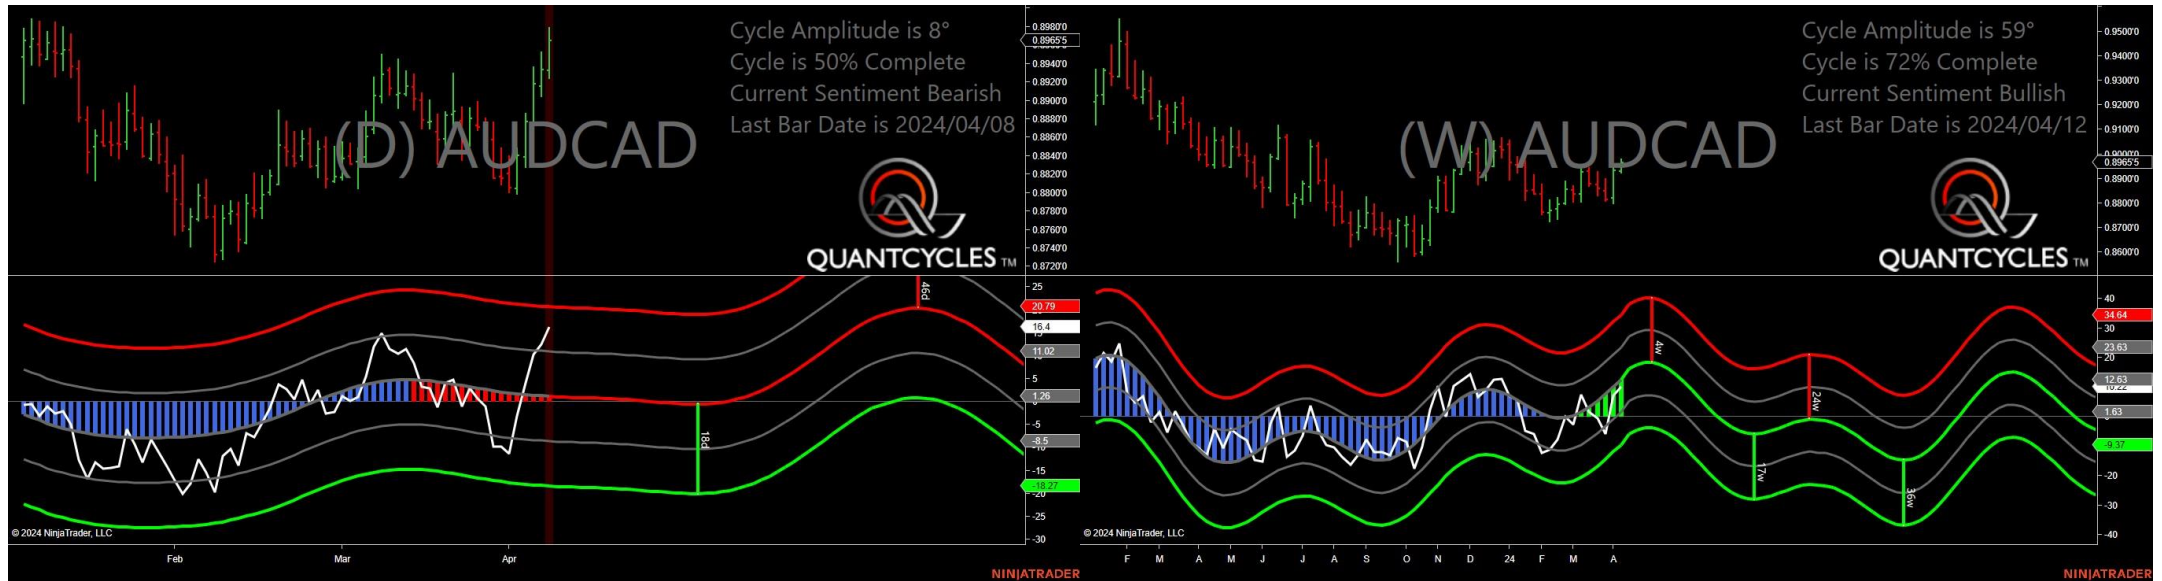 Cycle Amplitude is 8°
Cycle is 50% Complete
Current Sentiment Bearish
Last Bar Date is 2024/04/08
(D) AUDCAD
QUANTCYCLES TM
0.8980'0
0.8965'5
0.8940'0
0.8920'0
0.8900'0
0.8860'0
0.8840'0
0.8820'0
0.8800'0
0.8780'0
0.8760'0
0.8740'0
0.8720'0
46d
18d
25
20.79
16.4
11.02
5
1.26
-5
-8.5
-10
-15
-18.27
-20
-25
-30
© 2024 NinjaTrader, LLC
Feb
Mar
Apr
NINJATRADER
Cycle Amplitude is 59°
Cycle is 72% Complete
Current Sentiment Bullish
Last Bar Date is 2024/04/12
(W) AUDCAD
QUANTCYCLES TM
0.9500'0
0.9400'0
0.9300'0
0.9200'0
0.9100'0
0.9000'0
0.8965'5
0.8900'0
0.8800'0
0.8700'0
0.8600'0
4w
24w
17w
36w
40
34.64
30
23.63
20
12.63
10.22
1.63
-9.37
-20
-30
-40
© 2024 NinjaTrader, LLC
F
M
A
M
J
J
A
S
O
N
D
24
F
M
A
NINJATRADER